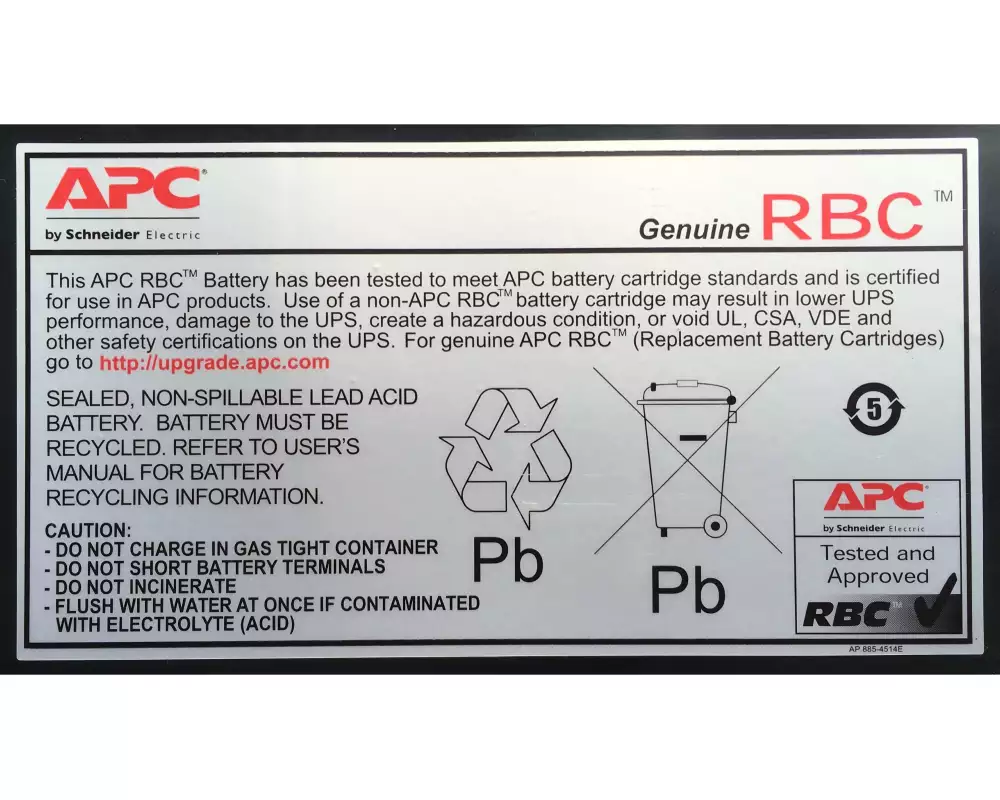 APC®
by Schneider Electric
Genuine RBC™
This APC RBC™ Battery has been tested to meet APC battery cartridge standards and is certified
for use in APC products. Use of a non-APC RBC™ battery cartridge may result in lower UPS
performance, damage to the UPS, create a hazardous condition, or void UL, CSA, VDE and
other safety certifications on the UPS. For genuine APC RBC™ (Replacement Battery Cartridges)
go to http://upgrade.apc.com
SEALED, NON-SPILLABLE LEAD ACID
BATTERY. BATTERY MUST BE
RECYCLED. REFER TO USER'S
MANUAL FOR BATTERY
RECYCLING INFORMATION.
CAUTION:
- DO NOT CHARGE IN GAS TIGHT CONTAINER
- DO NOT SHORT BATTERY TERMINALS
- DO NOT INCINERATE
- FLUSH WITH WATER AT ONCE IF CONTAMINATED
WITH ELECTROLYTE (ACID)
Pb
Pb
5
APC®
by Schneider Electric
Tested and
Approved
RBC™
AP 885-4514E